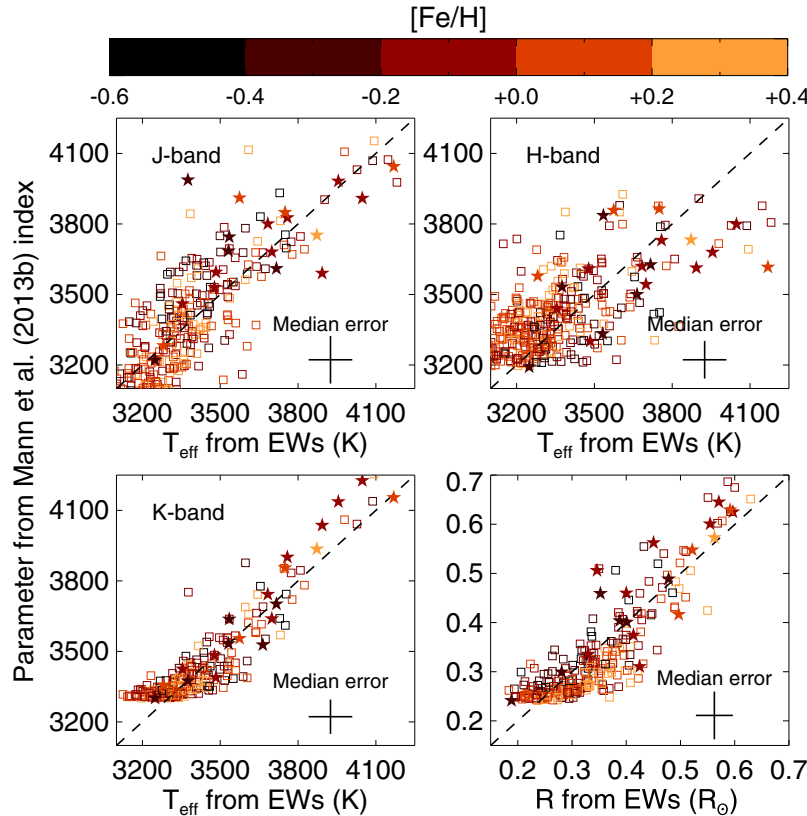 [Fe/H]
-0.6 -0.4 -0.2 +0.0 +0.2 +0.4
Parameter from Mann et al. (2013b) index
J-band
4100
3800
3500
3200
Median error
3200 3500 3800 4100
T_eff from EWs (K)
H-band
4100
3800
3500
3200
Median error
3200 3500 3800 4100
T_eff from EWs (K)
K-band
4100
3800
3500
3200
Median error
3200 3500 3800 4100
T_eff from EWs (K)
0.7
0.6
0.5
0.4
0.3
0.2
Median error
0.2 0.3 0.4 0.5 0.6 0.7
R from EWs (R_⊙)